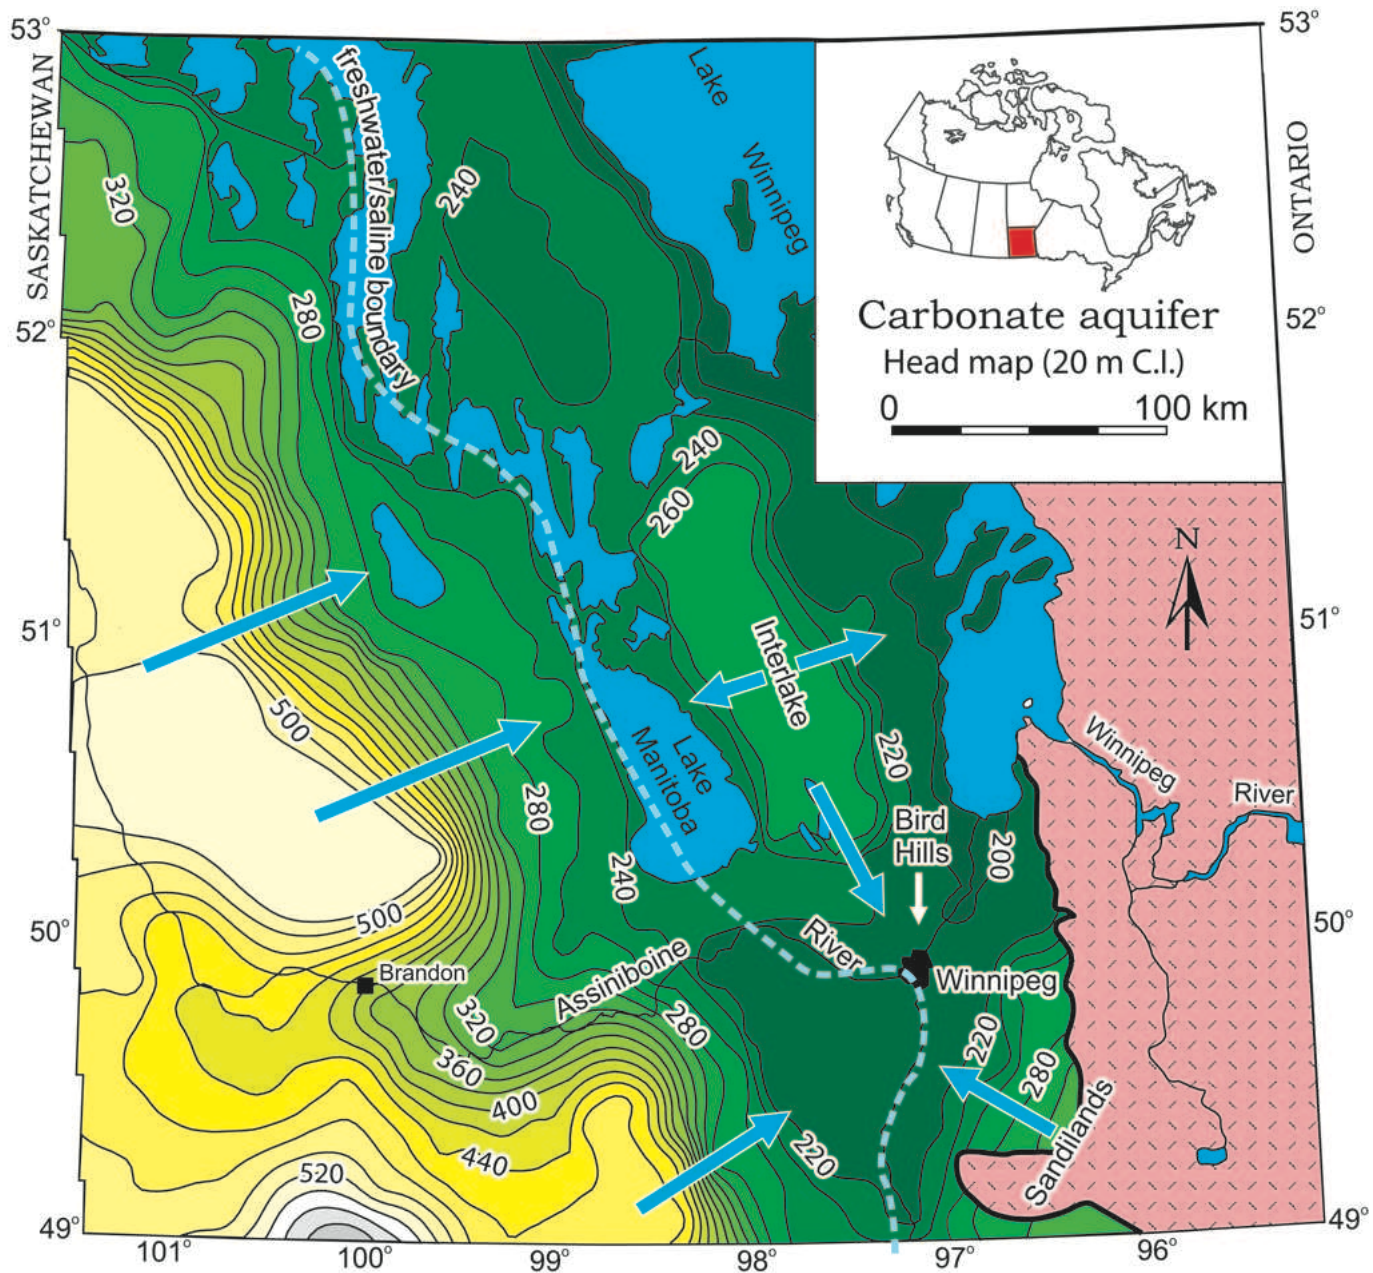 53°
53°
SASKATCHEWAN
ONTARIO
freshwater/saline boundary
Lake
Winnipeg
320
240
280
52°
52°
Carbonate aquifer
Head map (20 m C.I.)
0
100 km
240
260
N
51°
51°
Interlake
500
Lake
Manitoba
220
Winnipeg
River
280
Bird
Hills
200
240
500
50°
50°
River
Assiniboine
Brandon
Winnipeg
320
280
220
360
280
400
Sandilands
440
220
520
49°
49°
101°
100°
99°
98°
97°
96°